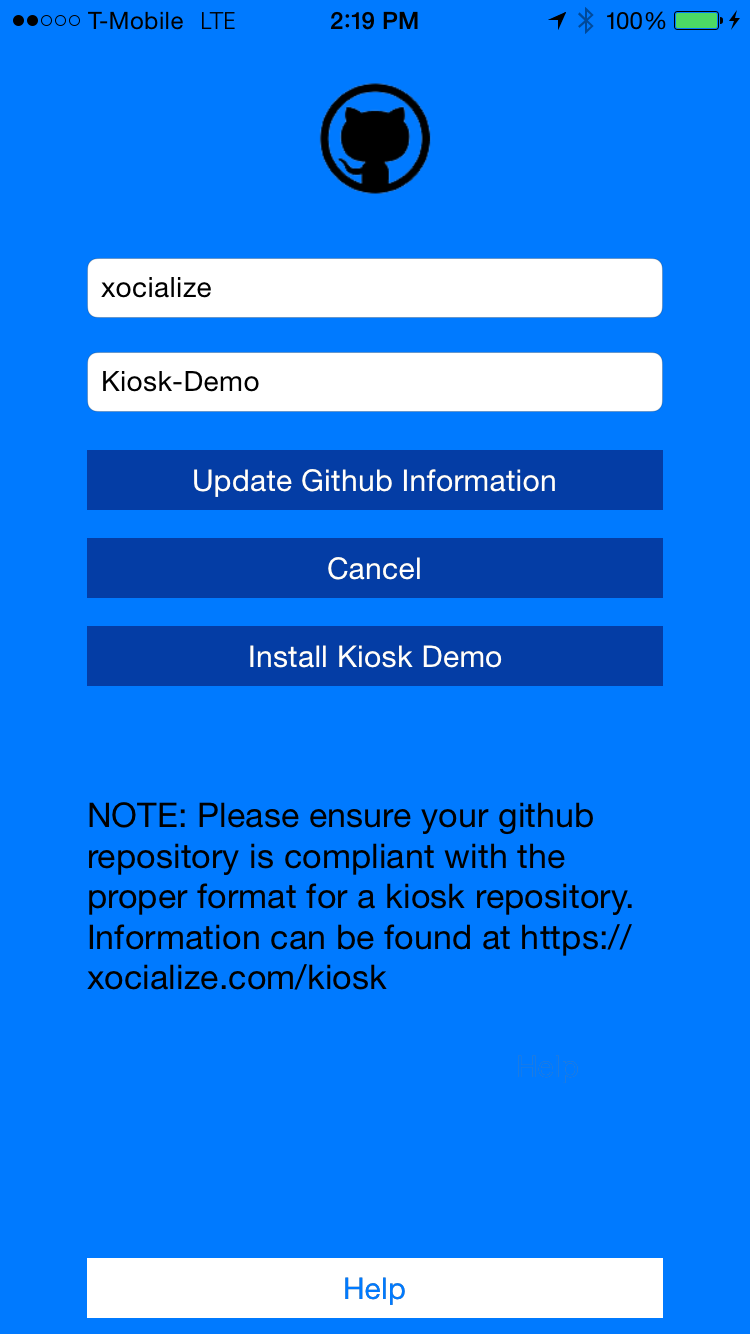 T-Mobile LTE 2:19 PM 100%
xocialize
Kiosk-Demo
Update Github Information
Cancel
Install Kiosk Demo
NOTE: Please ensure your github
repository is compliant with the
proper format for a kiosk repository.
Information can be found at https://
xocialize.com/kiosk
Help
Help